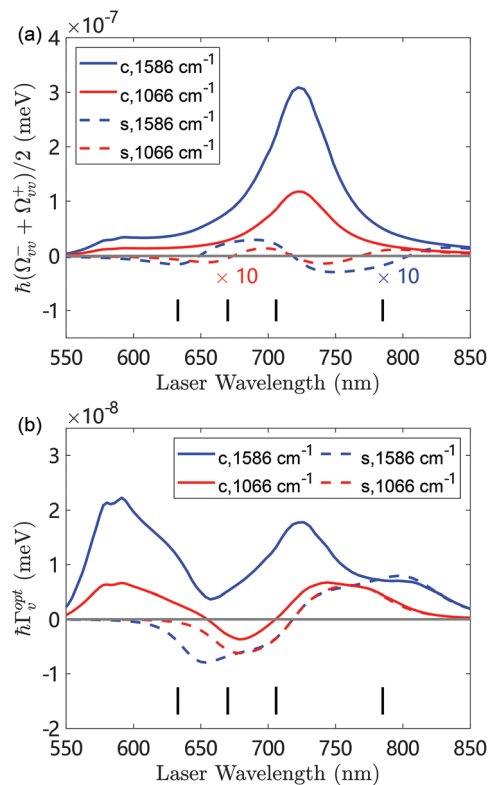 (a)
×10⁻⁷
4
3
2
1
0
-1
ħ(Ω⁻ᵥᵥ + Ω⁺ᵥᵥ)/2 (meV)
c,1586 cm⁻¹
c,1066 cm⁻¹
s,1586 cm⁻¹
s,1066 cm⁻¹
× 10
× 10
550 600 650 700 750 800 850
Laser Wavelength (nm)
(b)
×10⁻⁸
4
3
2
1
0
-1
-2
ħΓᵥᵒᵖᵗ (meV)
c,1586 cm⁻¹ s,1586 cm⁻¹
c,1066 cm⁻¹ s,1066 cm⁻¹
550 600 650 700 750 800 850
Laser Wavelength (nm)